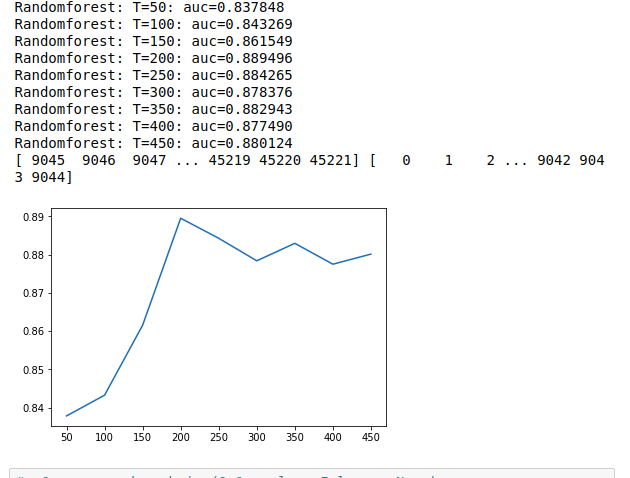 Randomforest: T=50: auc=0.837848
Randomforest: T=100: auc=0.843269
Randomforest: T=150: auc=0.861549
Randomforest: T=200: auc=0.889496
Randomforest: T=250: auc=0.884265
Randomforest: T=300: auc=0.878376
Randomforest: T=350: auc=0.882943
Randomforest: T=400: auc=0.877490
Randomforest: T=450: auc=0.880124
[ 9045  9046  9047 ... 45219 45220 45221] [   0    1    2 ... 9042 904
3 9044]
0.89
0.88
0.87
0.86
0.85
0.84
50 100 150 200 250 300 350 400 450